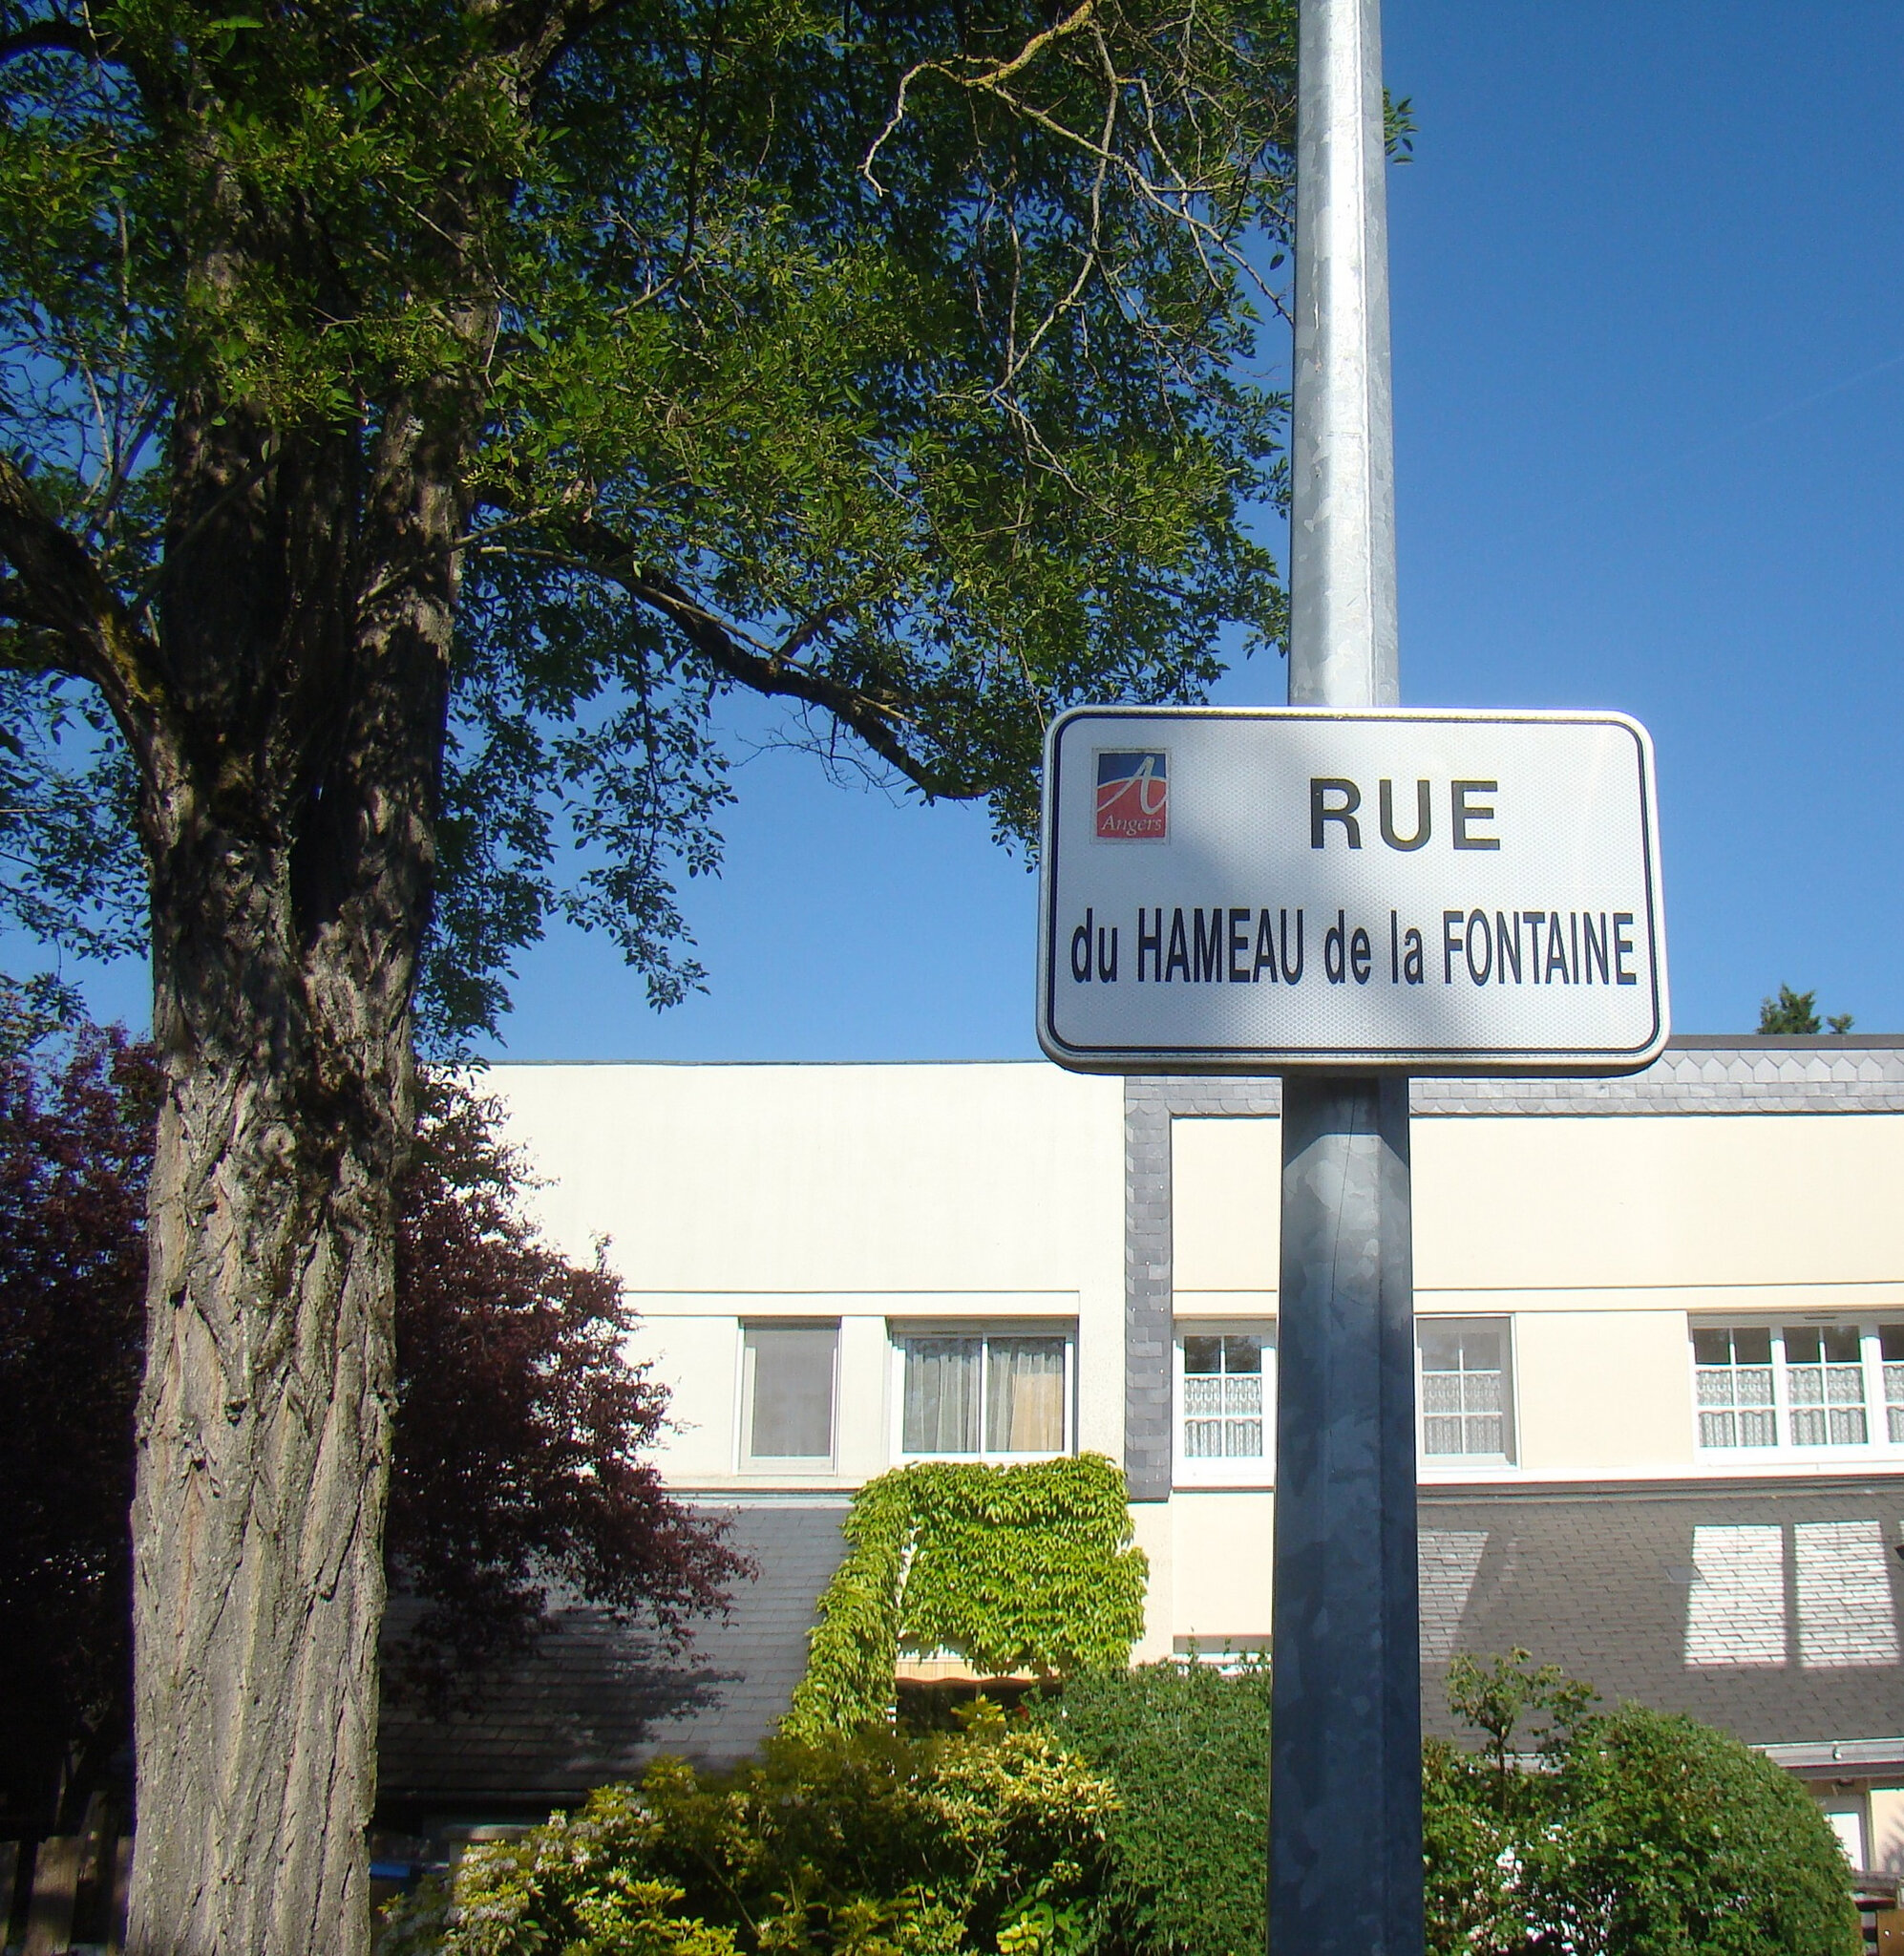 A
Angers
RUE
du HAMEAU de la FONTAINE